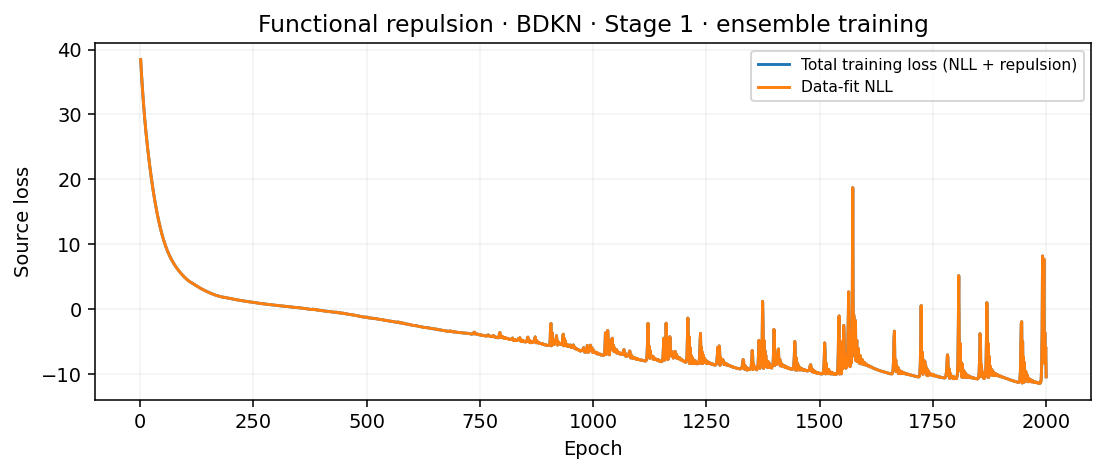 Functional repulsion · BDKN · Stage 1 · ensemble training
Total training loss (NLL + repulsion)
Data-fit NLL
Source loss
40
30
20
10
0
−10
0 250 500 750 1000 1250 1500 1750 2000
Epoch